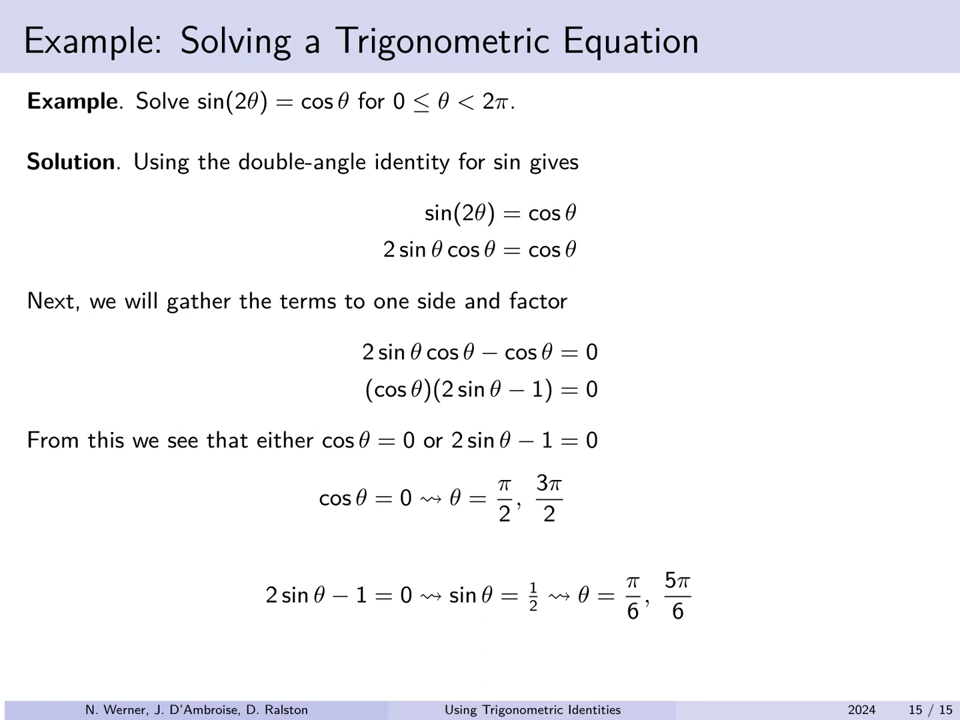 Example: Solving a Trigonometric Equation
Example. Solve sin(2θ) = cos θ for 0 ≤ θ < 2π.
Solution. Using the double-angle identity for sin gives
sin(2θ) = cos θ
2 sin θ cos θ = cos θ
Next, we will gather the terms to one side and factor
2 sin θ cos θ − cos θ = 0
(cos θ)(2 sin θ − 1) = 0
From this we see that either cos θ = 0 or 2 sin θ − 1 = 0
cos θ = 0 ⇝ θ = π/2, 3π/2
2 sin θ − 1 = 0 ⇝ sin θ = 1/2 ⇝ θ = π/6, 5π/6
N. Werner, J. D'Ambroise, D. Ralston Using Trigonometric Identities 2024 15 / 15